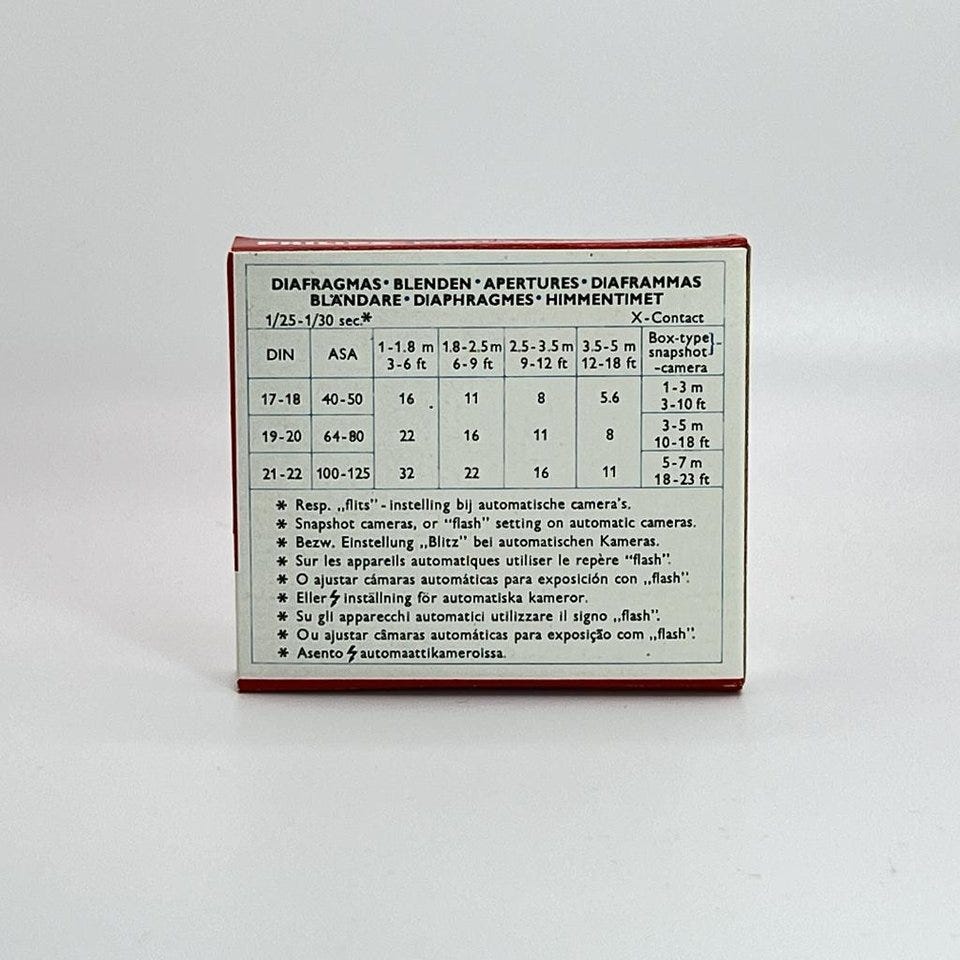 DIAFRAGMAS • BLENDEN • APERTURES • DIAFRAMMAS
BLÄNDARE • DIAPHRAGMES • HIMMENTIMET
1/25-1/30 sec.* X-Contact
DIN ASA 1-1.8 m 3-6 ft 1.8-2.5m 6-9 ft 2.5-3.5 m 9-12 ft 3.5-5 m 12-18 ft Box-type snapshot -camera
17-18 40-50 16 11 8 5.6 1-3 m 3-10 ft
19-20 64-80 22 16 11 8 3-5 m 10-18 ft
21-22 100-125 32 22 16 11 5-7 m 18-23 ft
* Resp. „flits” - instelling bij automatische camera's.
* Snapshot cameras, or “flash” setting on automatic cameras.
* Bezw. Einstellung „Blitz” bei automatischen Kameras.
* Sur les appareils automatiques utiliser le repère “flash”.
* O ajustar cámaras automáticas para exposición con „flash”.
* Eller ⚡ inställning för automatiska kameror.
* Su gli apparecchi automatici utilizzare il signo „flash”.
* Ou ajustar câmaras automáticas para exposição com „flash”.
* Asento ⚡ automaattikameroissa.